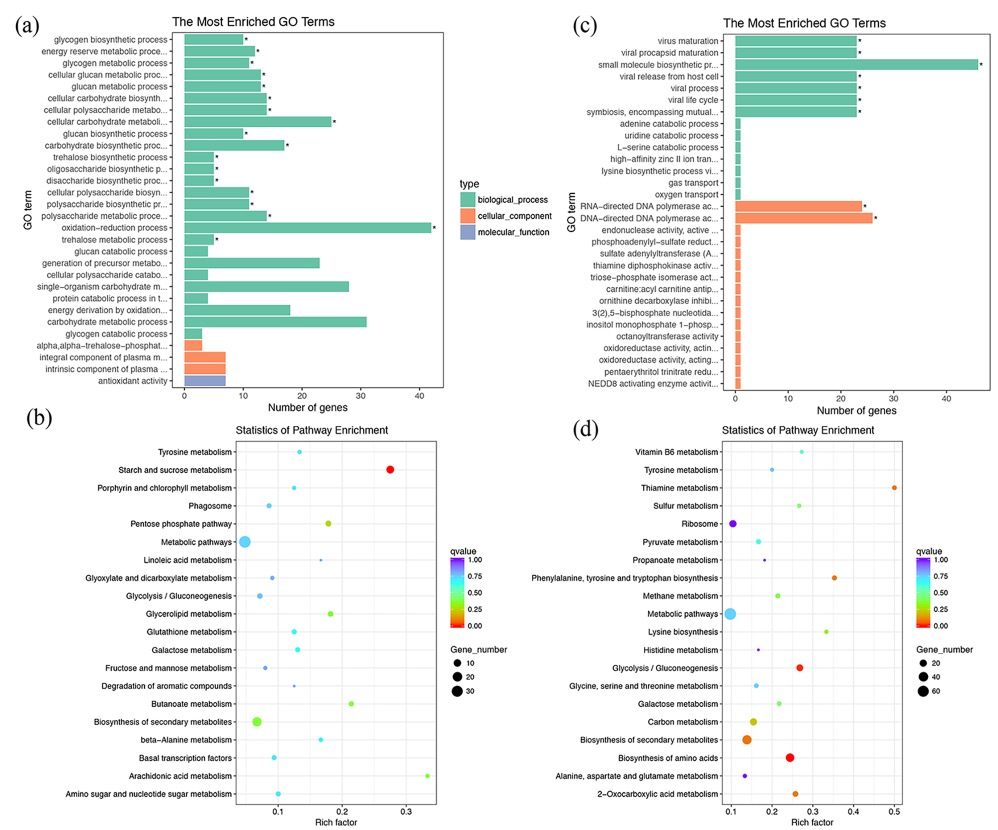 (a)
The Most Enriched GO Terms
glycogen biosynthetic process
energy reserve metabolic proce...
glycogen metabolic process
cellular glucan metabolic proc...
glucan metabolic process
cellular carbohydrate biosynth...
cellular polysaccharide metabo...
cellular carbohydrate metaboli...
glucan biosynthetic process
carbohydrate biosynthetic proc...
trehalose biosynthetic process
oligosaccharide biosynthetic p...
disaccharide biosynthetic proc...
cellular polysaccharide biosyn...
polysaccharide biosynthetic pr...
polysaccharide metabolic proce...
oxidation-reduction process
trehalose metabolic process
glucan catabolic process
generation of precursor metabo...
cellular polysaccharide catabo...
single-organism carbohydrate m...
protein catabolic process in t...
energy derivation by oxidation...
carbohydrate metabolic process
glycogen catabolic process
alpha,alpha-trehalose-phosphat...
integral component of plasma m...
intrinsic component of plasma ...
antioxidant activity
GO term
0 10 20 30 40
Number of genes
type
biological_process
cellular_component
molecular_function
(c)
The Most Enriched GO Terms
virus maturation
viral procapsid maturation
small molecule biosynthetic pr...
viral release from host cell
viral process
viral life cycle
symbiosis, encompassing mutual...
adenine catabolic process
uridine catabolic process
L-serine catabolic process
high-affinity zinc II ion tran...
lysine biosynthetic process vi...
gas transport
oxygen transport
RNA-directed DNA polymerase ac...
DNA-directed DNA polymerase ac...
endonuclease activity, active ...
phosphoadenylyl-sulfate reduct...
sulfate adenylyltransferase (A...
thiamine diphosphokinase activ...
triose-phosphate isomerase act...
carnitine:acyl carnitine antip...
ornithine decarboxylase inhibi...
3(2),5-bisphosphate nucleotida...
inositol monophosphate 1-phosp...
octanoyltransferase activity
oxidoreductase activity, actin...
oxidoreductase activity, acting...
pentaerythritol trinitrate redu...
NEDD8 activating enzyme activit...
GO term
0 10 20 30 40
Number of genes
(b)
Statistics of Pathway Enrichment
Tyrosine metabolism
Starch and sucrose metabolism
Porphyrin and chlorophyll metabolism
Phagosome
Pentose phosphate pathway
Metabolic pathways
Linoleic acid metabolism
Glyoxylate and dicarboxylate metabolism
Glycolysis / Gluconeogenesis
Glycerolipid metabolism
Glutathione metabolism
Galactose metabolism
Fructose and mannose metabolism
Degradation of aromatic compounds
Butanoate metabolism
Biosynthesis of secondary metabolites
beta-Alanine metabolism
Basal transcription factors
Arachidonic acid metabolism
Amino sugar and nucleotide sugar metabolism
0.1 0.2 0.3
Rich factor
qvalue
1.00
0.75
0.50
0.25
0.00
Gene_number
10
20
30
(d)
Statistics of Pathway Enrichment
Vitamin B6 metabolism
Tyrosine metabolism
Thiamine metabolism
Sulfur metabolism
Ribosome
Pyruvate metabolism
Propanoate metabolism
Phenylalanine, tyrosine and tryptophan biosynthesis
Methane metabolism
Metabolic pathways
Lysine biosynthesis
Histidine metabolism
Glycolysis / Gluconeogenesis
Glycine, serine and threonine metabolism
Galactose metabolism
Carbon metabolism
Biosynthesis of secondary metabolites
Biosynthesis of amino acids
Alanine, aspartate and glutamate metabolism
2-Oxocarboxylic acid metabolism
0.1 0.2 0.3 0.4 0.5
Rich factor
qvalue
1.00
0.75
0.50
0.25
0.00
Gene_number
20
40
60